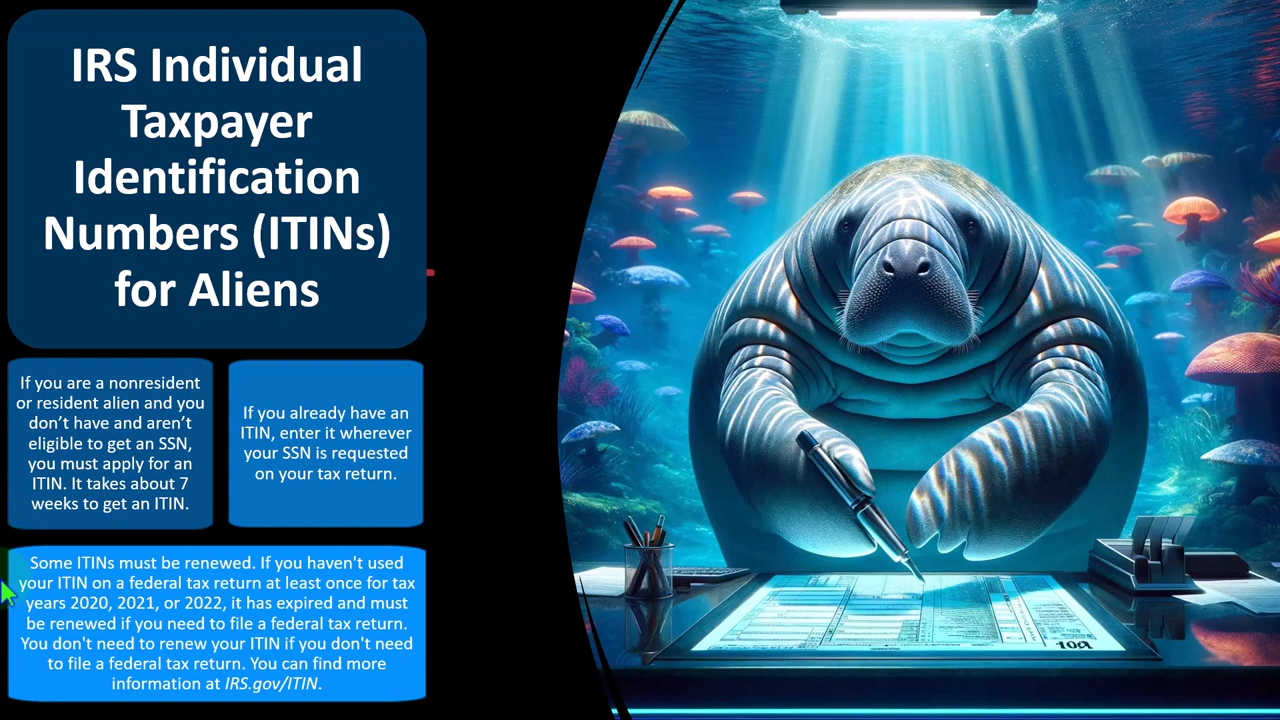 IRS Individual
Taxpayer
Identification
Numbers (ITINs)
for Aliens
If you are a nonresident
or resident alien and you
don’t have and aren’t
eligible to get an SSN,
you must apply for an
ITIN. It takes about 7
weeks to get an ITIN.
If you already have an
ITIN, enter it wherever
your SSN is requested
on your tax return.
Some ITINs must be renewed. If you haven't used
your ITIN on a federal tax return at least once for tax
years 2020, 2021, or 2022, it has expired and must
be renewed if you need to file a federal tax return.
You don't need to renew your ITIN if you don't need
to file a federal tax return. You can find more
information at IRS.gov/ITIN.